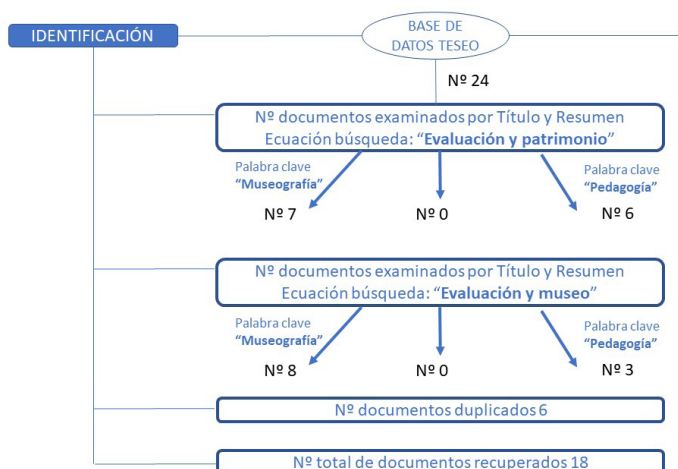 IDENTIFICACIÓN
BASE DE
DATOS TESEO
Nº 24
Nº documentos examinados por Título y Resumen
Ecuación búsqueda: “Evaluación y patrimonio”
Palabra clave
“Museografía”
Palabra clave
“Pedagogía”
Nº 7
Nº 0
Nº 6
Nº documentos examinados por Título y Resumen
Ecuación búsqueda: “Evaluación y museo”
Palabra clave
“Museografía”
Palabra clave
“Pedagogía”
Nº 8
Nº 0
Nº 3
Nº documentos duplicados 6
Nº total de documentos recuperados 18